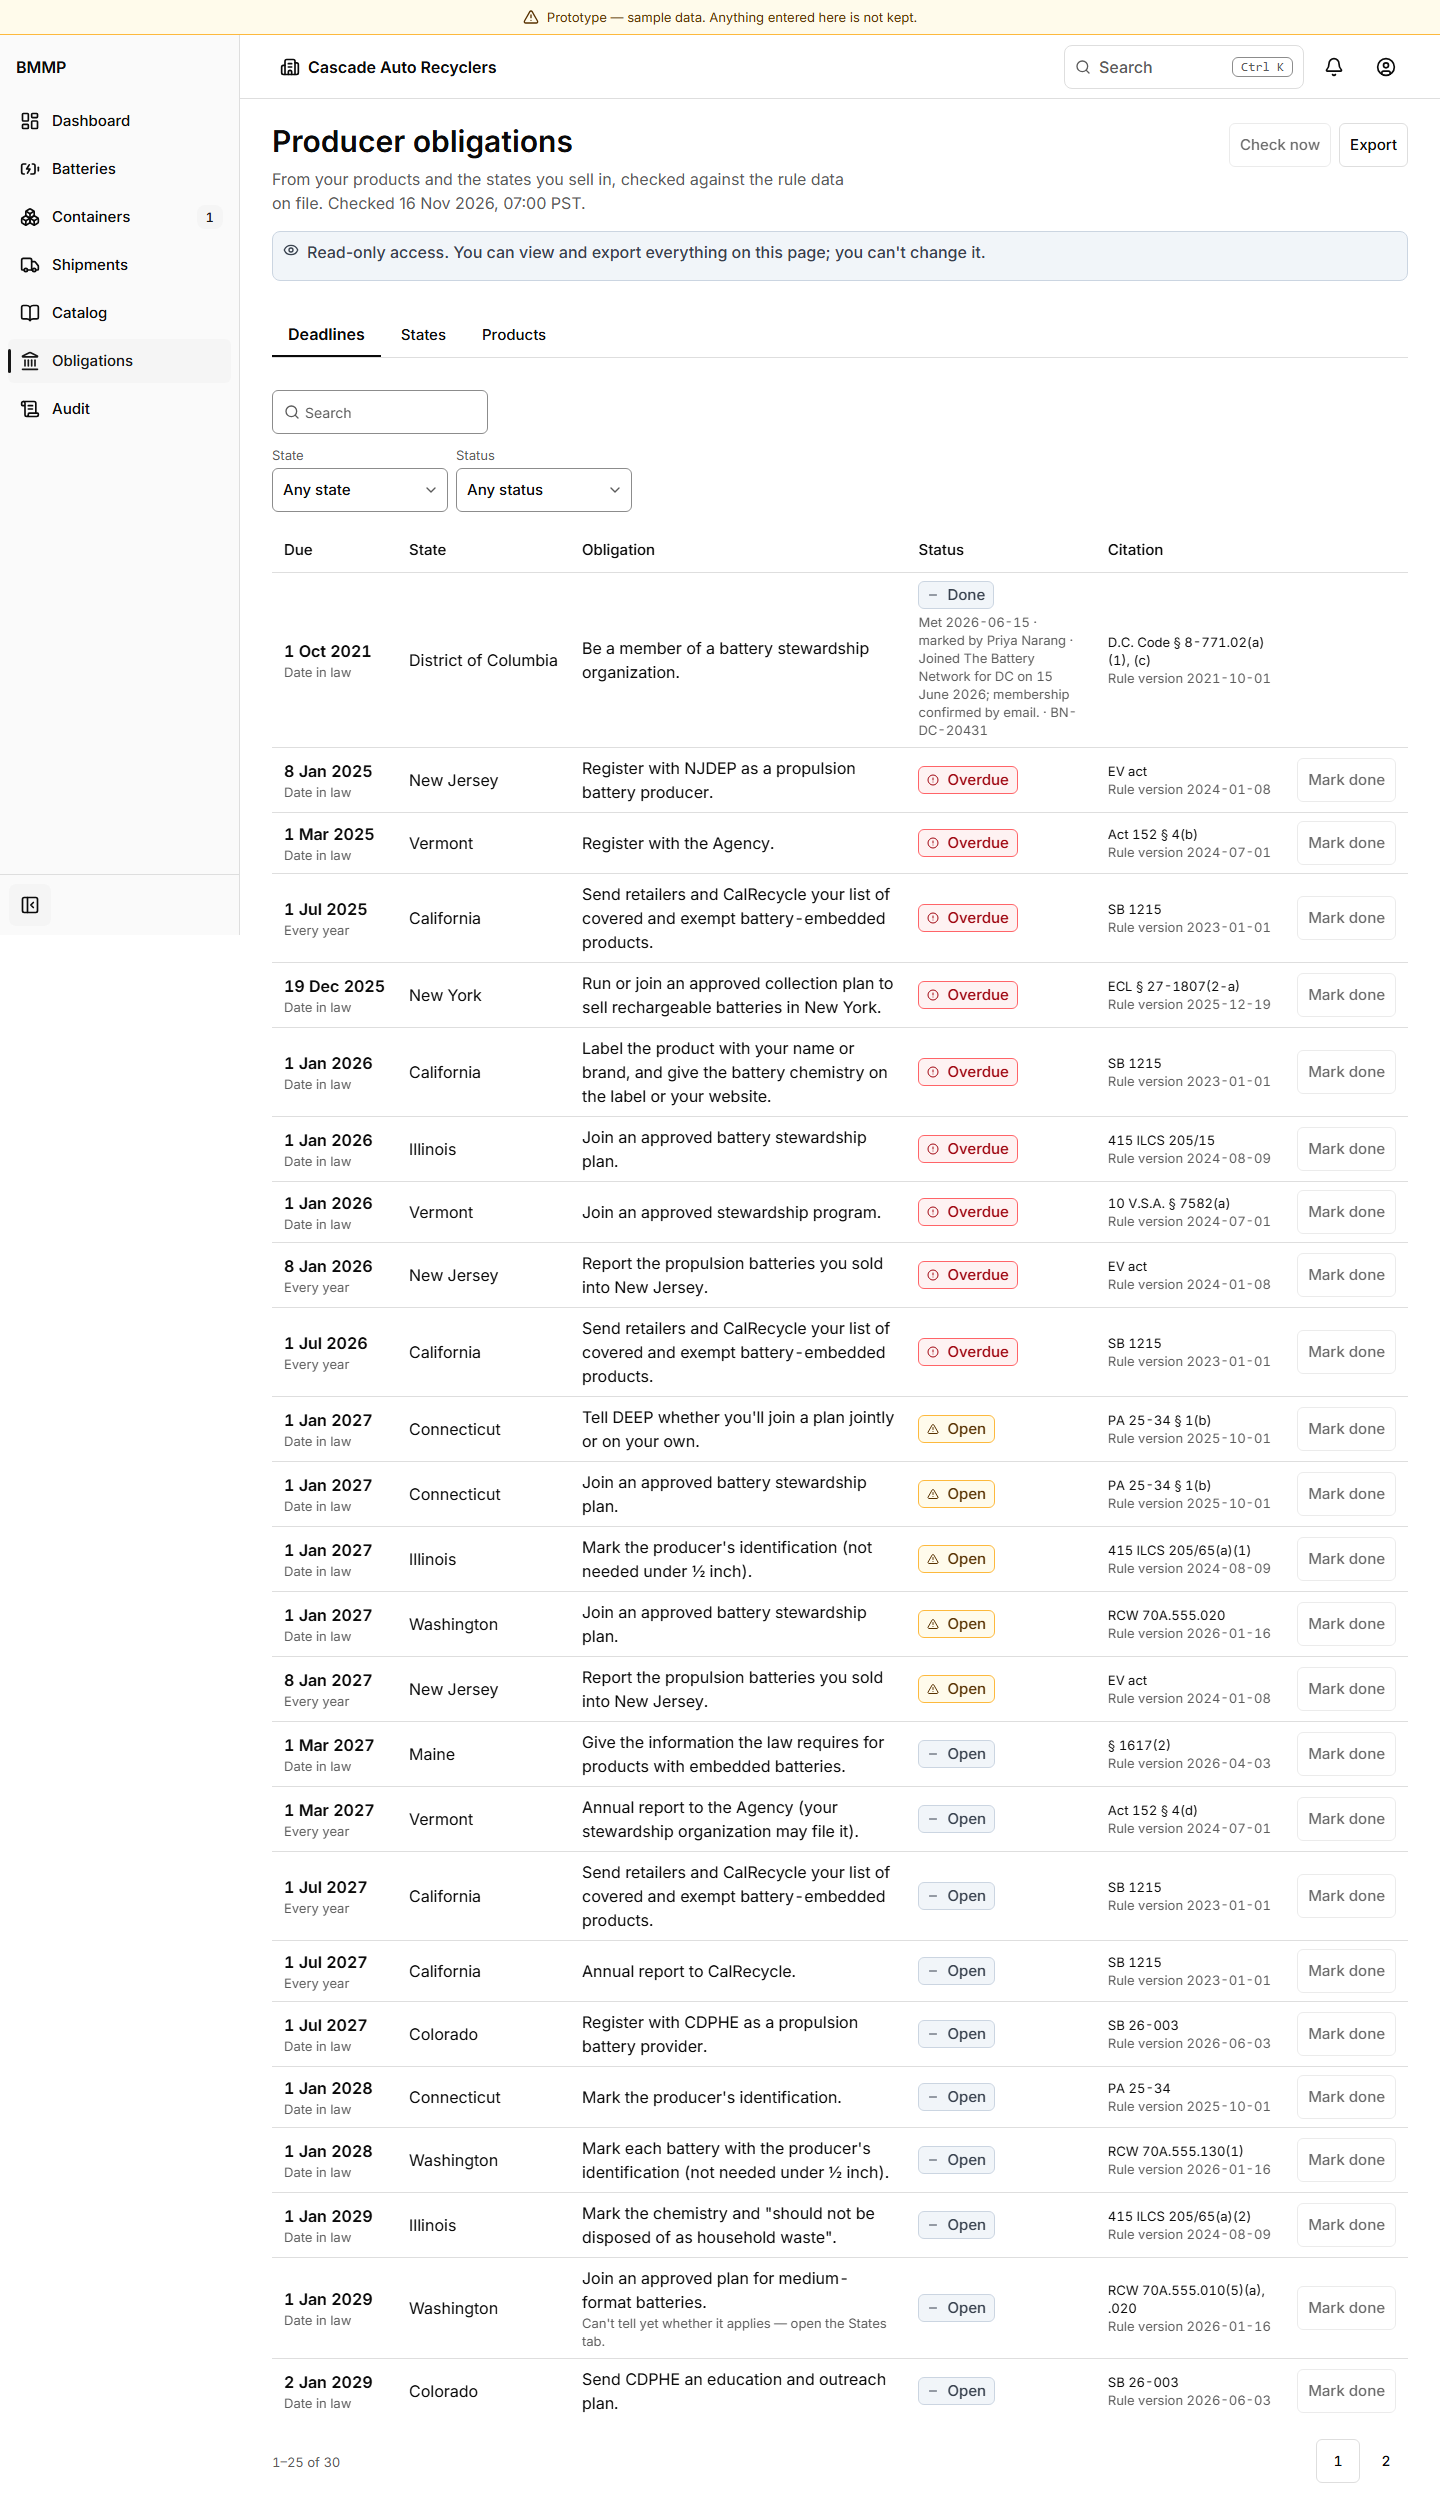 Prototype — sample data. Anything entered here is not kept.
BMMP
Cascade Auto Recyclers
Search
Ctrl K
Dashboard
Batteries
Containers
1
Shipments
Catalog
Obligations
Audit
Producer obligations
From your products and the states you sell in, checked against the rule data
on file. Checked 16 Nov 2026, 07:00 PST.
Check now
Export
Read-only access. You can view and export everything on this page; you can't change it.
Deadlines
States
Products
Search
State
Status
Any state
Any status
Due
State
Obligation
Status
Citation
1 Oct 2021
Date in law
District of Columbia
Be a member of a battery stewardship
organization.
Done
Met 2026-06-15 ·
marked by Priya Narang ·
Joined The Battery
Network for DC on 15
June 2026; membership
confirmed by email. · BN-
DC-20431
D.C. Code § 8-771.02(a)
(1), (c)
Rule version 2021-10-01
8 Jan 2025
Date in law
New Jersey
Register with NJDEP as a propulsion
battery producer.
Overdue
EV act
Rule version 2024-01-08
Mark done
1 Mar 2025
Date in law
Vermont
Register with the Agency.
Overdue
Act 152 § 4(b)
Rule version 2024-07-01
Mark done
1 Jul 2025
Every year
California
Send retailers and CalRecycle your list of
covered and exempt battery-embedded
products.
Overdue
SB 1215
Rule version 2023-01-01
Mark done
19 Dec 2025
Date in law
New York
Run or join an approved collection plan to
sell rechargeable batteries in New York.
Overdue
ECL § 27-1807(2-a)
Rule version 2025-12-19
Mark done
1 Jan 2026
Date in law
California
Label the product with your name or
brand, and give the battery chemistry on
the label or your website.
Overdue
SB 1215
Rule version 2023-01-01
Mark done
1 Jan 2026
Date in law
Illinois
Join an approved battery stewardship
plan.
Overdue
415 ILCS 205/15
Rule version 2024-08-09
Mark done
1 Jan 2026
Date in law
Vermont
Join an approved stewardship program.
Overdue
10 V.S.A. § 7582(a)
Rule version 2024-07-01
Mark done
8 Jan 2026
Every year
New Jersey
Report the propulsion batteries you sold
into New Jersey.
Overdue
EV act
Rule version 2024-01-08
Mark done
1 Jul 2026
Every year
California
Send retailers and CalRecycle your list of
covered and exempt battery-embedded
products.
Overdue
SB 1215
Rule version 2023-01-01
Mark done
1 Jan 2027
Date in law
Connecticut
Tell DEEP whether you'll join a plan jointly
or on your own.
Open
PA 25-34 § 1(b)
Rule version 2025-10-01
Mark done
1 Jan 2027
Date in law
Connecticut
Join an approved battery stewardship
plan.
Open
PA 25-34 § 1(b)
Rule version 2025-10-01
Mark done
1 Jan 2027
Date in law
Illinois
Mark the producer's identification (not
needed under ½ inch).
Open
415 ILCS 205/65(a)(1)
Rule version 2024-08-09
Mark done
1 Jan 2027
Date in law
Washington
Join an approved battery stewardship
plan.
Open
RCW 70A.555.020
Rule version 2026-01-16
Mark done
8 Jan 2027
Every year
New Jersey
Report the propulsion batteries you sold
into New Jersey.
Open
EV act
Rule version 2024-01-08
Mark done
1 Mar 2027
Date in law
Maine
Give the information the law requires for
products with embedded batteries.
Open
§ 1617(2)
Rule version 2026-04-03
Mark done
1 Mar 2027
Every year
Vermont
Annual report to the Agency (your
stewardship organization may file it).
Open
Act 152 § 4(d)
Rule version 2024-07-01
Mark done
1 Jul 2027
Every year
California
Send retailers and CalRecycle your list of
covered and exempt battery-embedded
products.
Open
SB 1215
Rule version 2023-01-01
Mark done
1 Jul 2027
Every year
California
Annual report to CalRecycle.
Open
SB 1215
Rule version 2023-01-01
Mark done
1 Jul 2027
Date in law
Colorado
Register with CDPHE as a propulsion
battery provider.
Open
SB 26-003
Rule version 2026-06-03
Mark done
1 Jan 2028
Date in law
Connecticut
Mark the producer's identification.
Open
PA 25-34
Rule version 2025-10-01
Mark done
1 Jan 2028
Date in law
Washington
Mark each battery with the producer's
identification (not needed under ½ inch).
Open
RCW 70A.555.130(1)
Rule version 2026-01-16
Mark done
1 Jan 2029
Date in law
Illinois
Mark the chemistry and "should not be
disposed of as household waste".
Open
415 ILCS 205/65(a)(2)
Rule version 2024-08-09
Mark done
1 Jan 2029
Date in law
Washington
Join an approved plan for medium-
format batteries.
Can't tell yet whether it applies — open the States
tab.
Open
RCW 70A.555.010(5)(a),
.020
Rule version 2026-01-16
Mark done
2 Jan 2029
Date in law
Colorado
Send CDPHE an education and outreach
plan.
Open
SB 26-003
Rule version 2026-06-03
Mark done
1–25 of 30
1
2